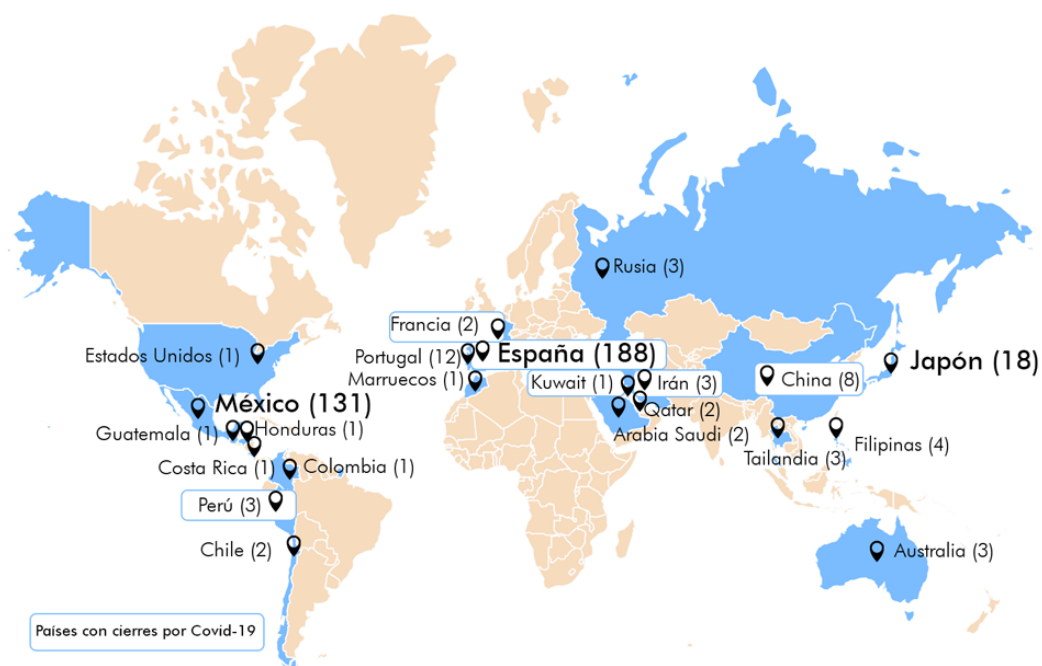 Rusia (3)
Francia (2)
Estados Unidos (1)
Portugal (12)
España (188)
Japón (18)
Marruecos (1)
Kuwait (1)
Irán (3)
China (8)
México (131)
Qatar (2)
Guatemala (1)
Honduras (1)
Arabia Saudi (2)
Filipinas (4)
Tailandia (3)
Costa Rica (1)
Colombia (1)
Perú (3)
Chile (2)
Australia (3)
Países con cierres por Covid-19